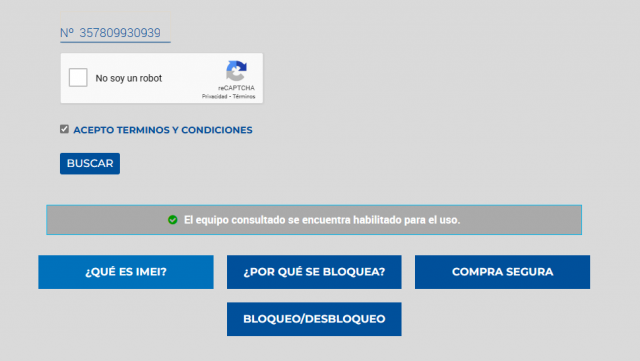 Nº 357809930939
No soy un robot
reCAPTCHA
Privacidad - Términos
ACEPTO TERMINOS Y CONDICIONES
BUSCAR
El equipo consultado se encuentra habilitado para el uso.
¿QUÉ ES IMEI?
¿POR QUÉ SE BLOQUEA?
COMPRA SEGURA
BLOQUEO/DESBLOQUEO